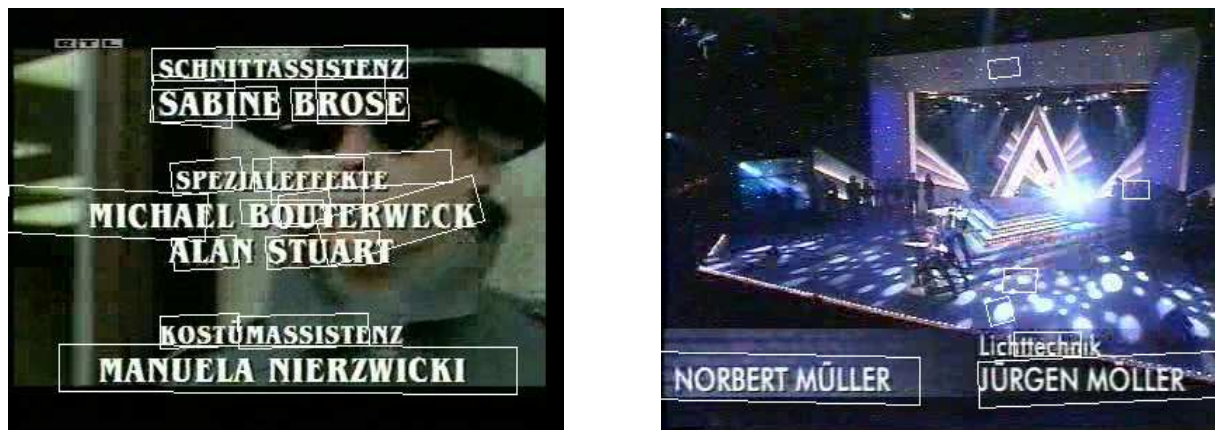 RTL
SCHNITTASSISTENZ
SABINE BROSE
SPEZIALEFFEKTE
MICHAEL BOUTERWECK
ALAN STUART
KOSTÜMASSISTENZ
MANUELA NIERZWICKI
Lichttechnik
NORBERT MÜLLER JÜRGEN MÖLLER